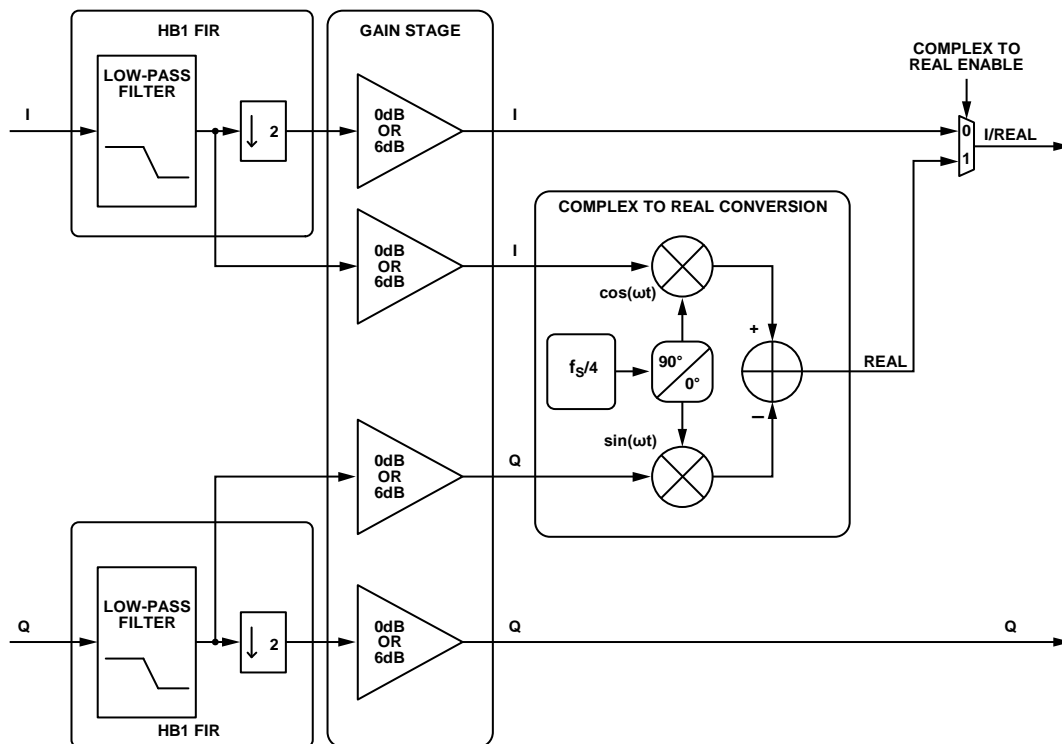 HB1 FIR
GAIN STAGE
LOW-PASS
FILTER
COMPLEX TO
REAL ENABLE
I
2
0dB
OR
6dB
I
0
1
I/REAL
COMPLEX TO REAL CONVERSION
0dB
OR
6dB
I
cos(ωt)
+
fS/4
90°
0°
REAL
–
sin(ωt)
0dB
OR
6dB
Q
LOW-PASS
FILTER
Q
2
0dB
OR
6dB
Q
Q
HB1 FIR